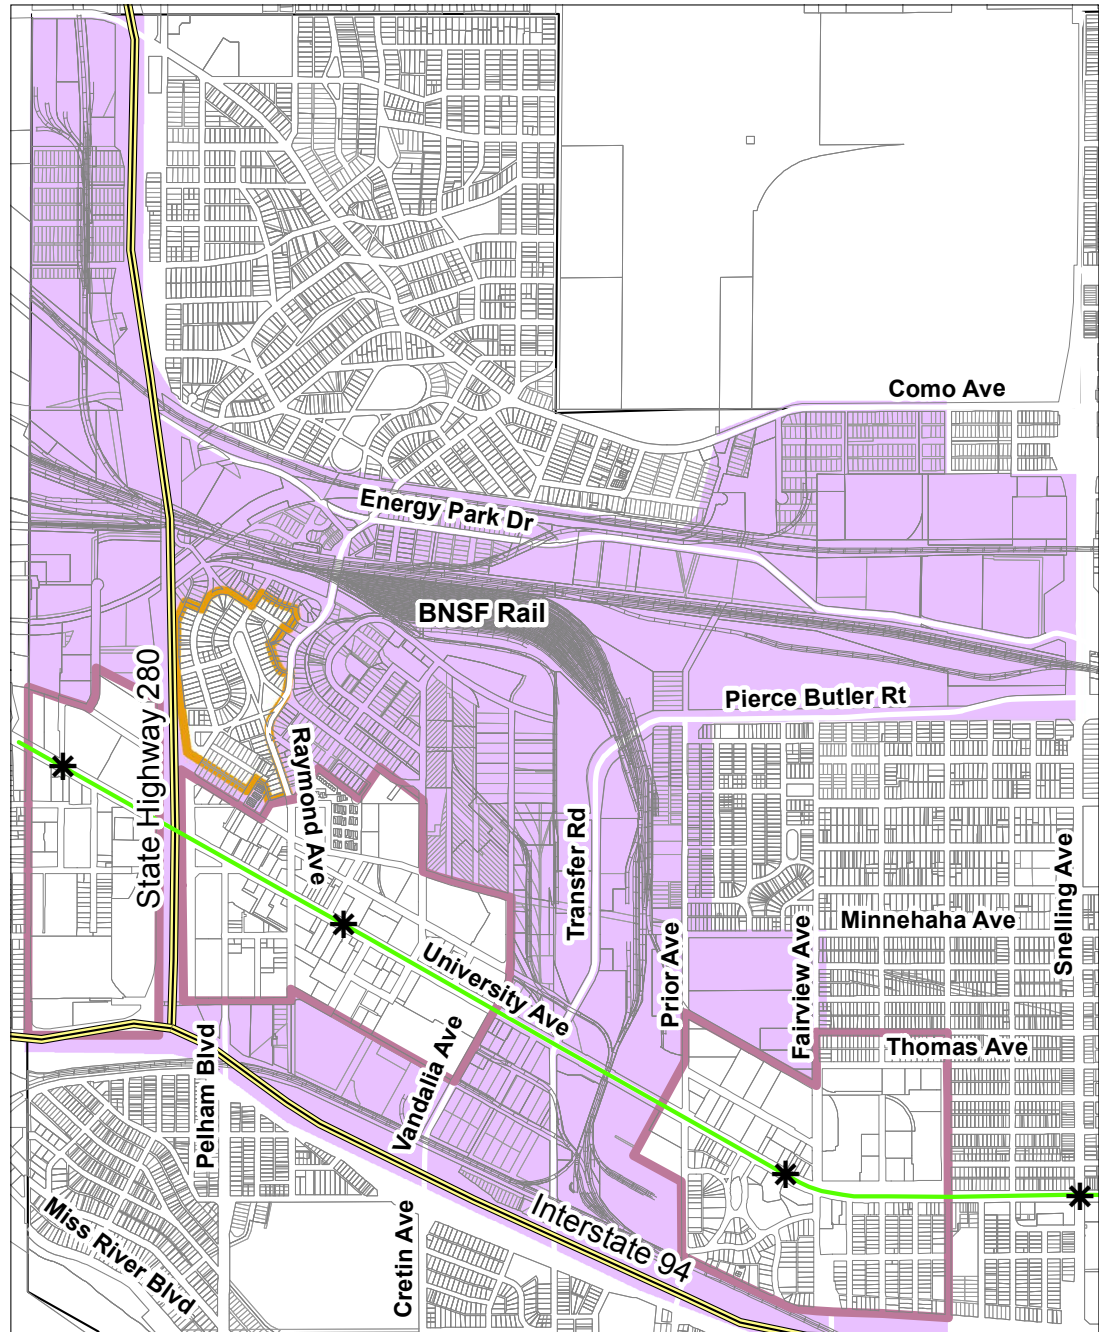 Como Ave
Energy Park Dr
BNSF Rail
State Highway 280
Pierce Butler Rt
Raymond Ave
Transfer Rd
Snelling Ave
Minnehaha Ave
Prior Ave
Fairview Ave
University Ave
Thomas Ave
Pelham Blvd
Vandalia Ave
Interstate 94
Miss River Blvd
Cretin Ave